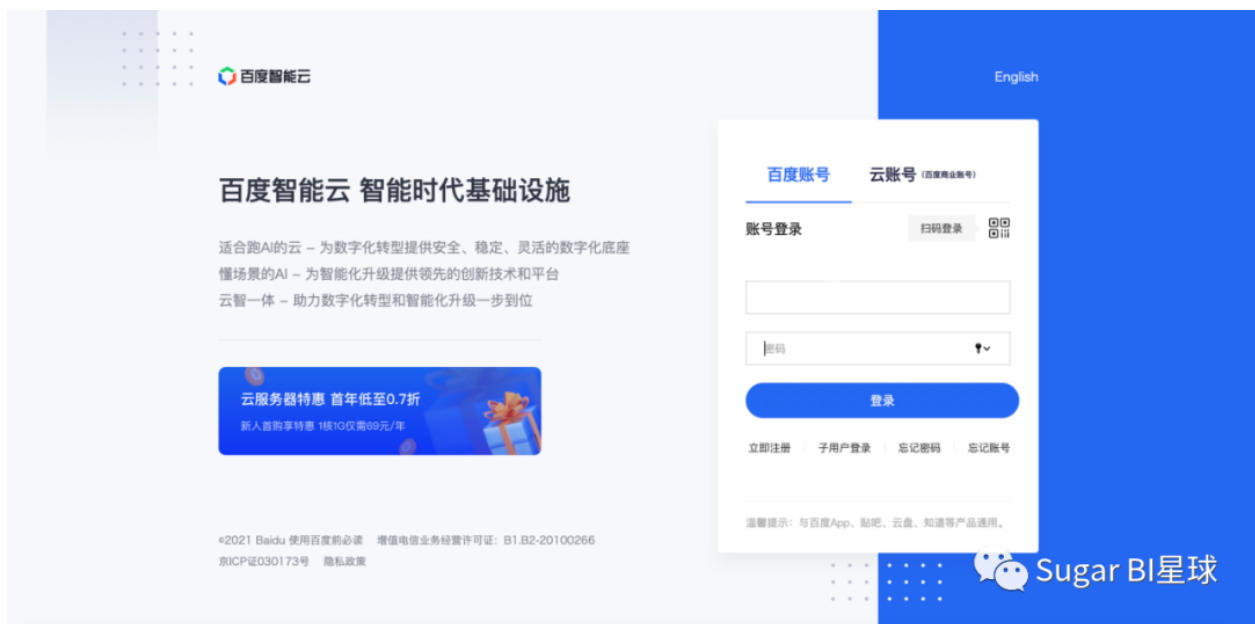 百度智能云
English
百度账号
云账号（百度商业账号）
百度智能云 智能时代基础设施
账号登录
扫码登录
适合跑AI的云 – 为数字化转型提供安全、稳定、灵活的数字化底座
懂场景的AI – 为智能化升级提供领先的创新技术和平台
云智一体 – 助力数字化转型和智能化升级一步到位
密码
云服务器特惠 首年低至0.7折
新人首购享特惠 1核1G仅需69元/年
登录
立即注册
子用户登录
忘记密码
忘记账号
温馨提示：与百度App、贴吧、云盘、知道等产品通用。
©2021 Baidu 使用百度前必读 增值电信业务经营许可证：B1.B2-20100266
京ICP证030173号 隐私政策
Sugar BI星球